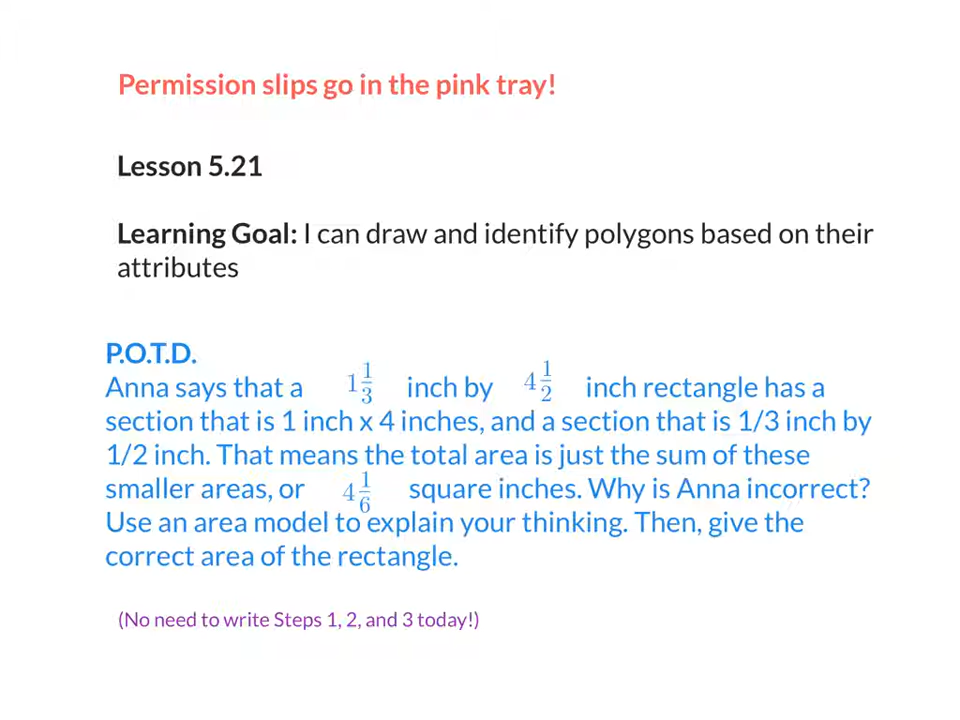 Permission slips go in the pink tray!
Lesson 5.21
Learning Goal: I can draw and identify polygons based on their
attributes
P.O.T.D.
Anna says that a 1 1/3 inch by 4 1/2 inch rectangle has a
section that is 1 inch x 4 inches, and a section that is 1/3 inch by
1/2 inch. That means the total area is just the sum of these
smaller areas, or 4 1/6 square inches. Why is Anna incorrect?
Use an area model to explain your thinking. Then, give the
correct area of the rectangle.
(No need to write Steps 1, 2, and 3 today!)